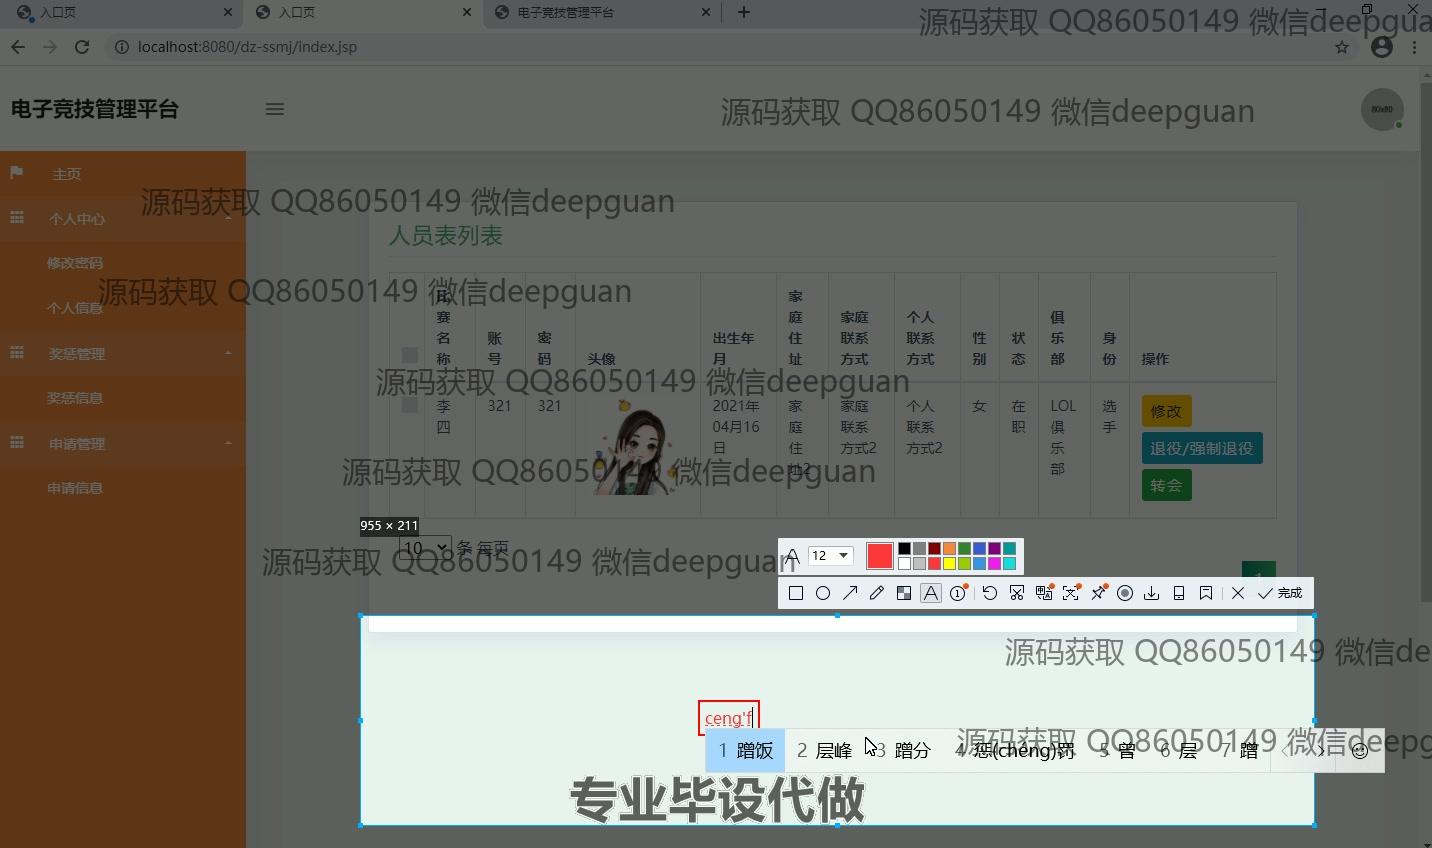 入口页
入口页
电子竞技管理平台
源码获取 QQ86050149 微信deepgua
localhost:8080/dz-ssmj/index.jsp
电子竞技管理平台
源码获取 QQ86050149 微信deepguan
80x80
主页
源码获取 QQ86050149 微信deepguan
个人中心
人员表列表
修改密码
源码获取 QQ86050149 微信deepguan
个人信息
比赛名称
账号
密码
头像
出生年月
家庭住址
家庭联系方式
个人联系方式
性别
状态
俱乐部
身份
操作
奖惩管理
源码获取 QQ86050149 微信deepguan
奖惩信息
李四
321
321
2021年04月16日
家庭住址2
家庭联系方式2
个人联系方式2
女
在职
LOL俱乐部
选手
修改
退役/强制退役
转会
申请管理
源码获取 QQ86050149 微信deepguan
申请信息
955 × 211
10 条 每页
源码获取 QQ86050149 微信deepguan
A 12
1
A 1 完成
源码获取 QQ86050149 微信de
ceng'f
源码获取 QQ86050149 微信deepg
1 蹭饭 2 层峰 3 蹭分 4 惩(chéng)罚 5 曾 6 层 7 蹭
专业毕设代做